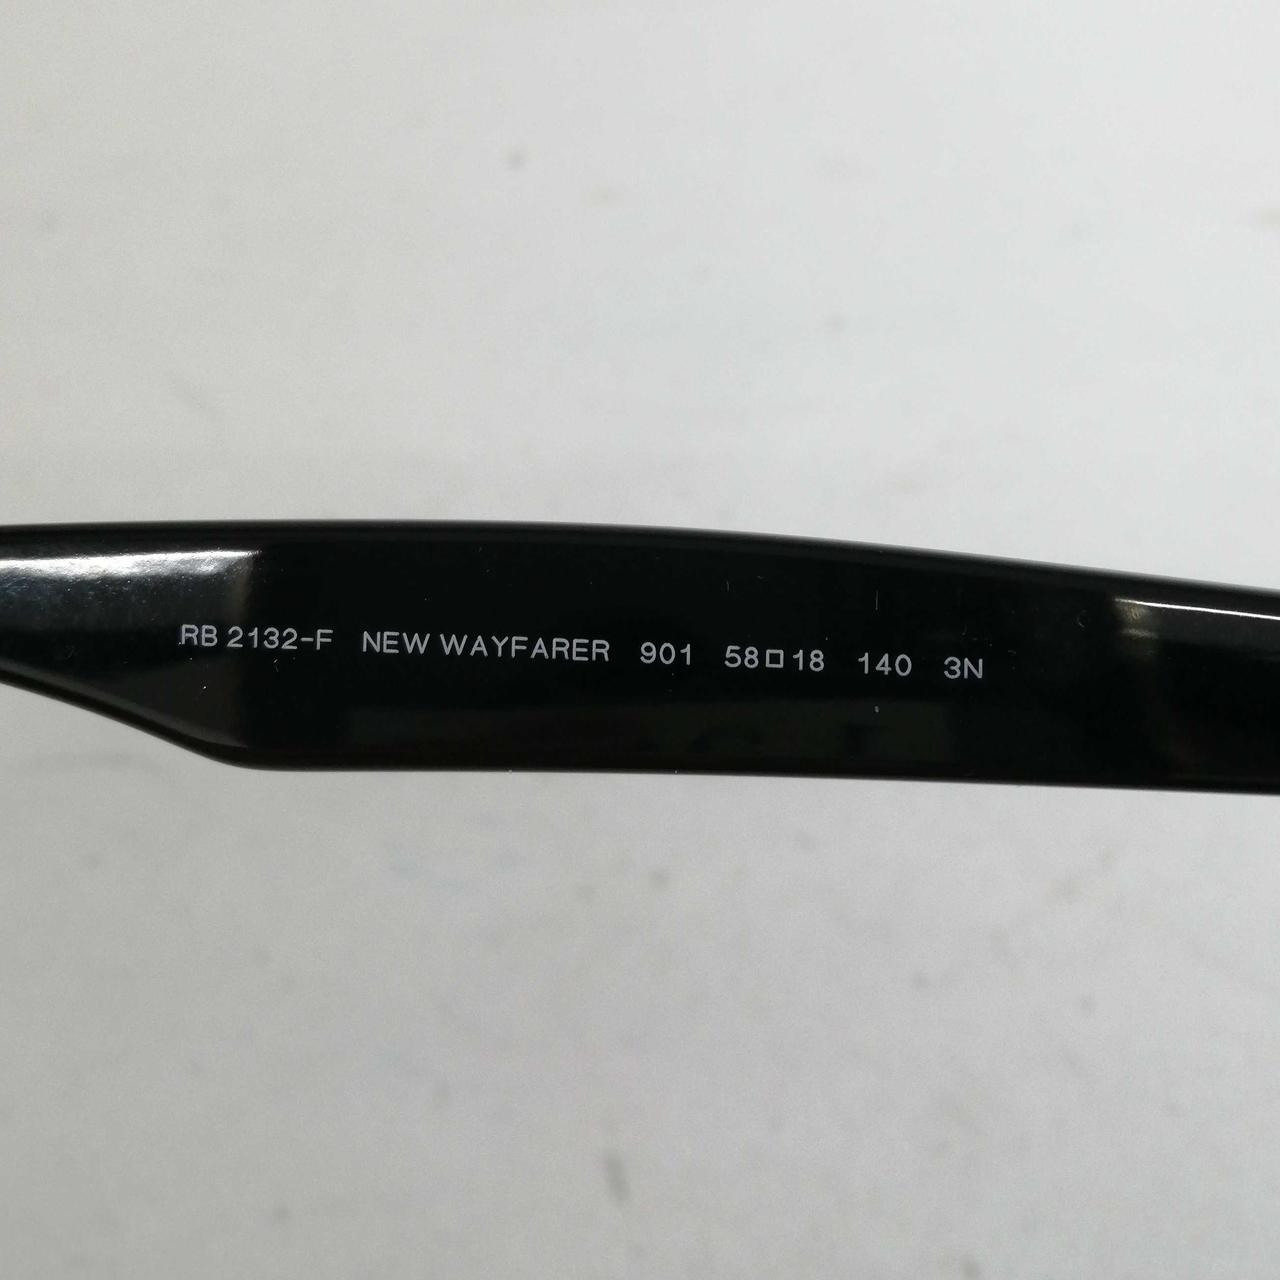 RB 2132-F NEW WAYFARER 901 58□18 140 3N